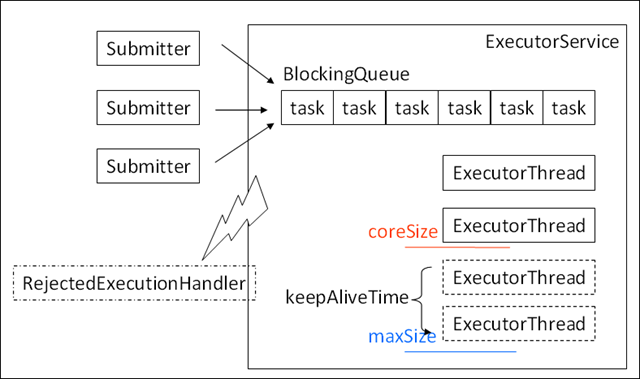 Submitter
Submitter
Submitter
ExecutorService
BlockingQueue
task task task task task task
ExecutorThread
coreSize ExecutorThread
RejectedExecutionHandler
ExecutorThread
keepAliveTime
ExecutorThread
maxSize